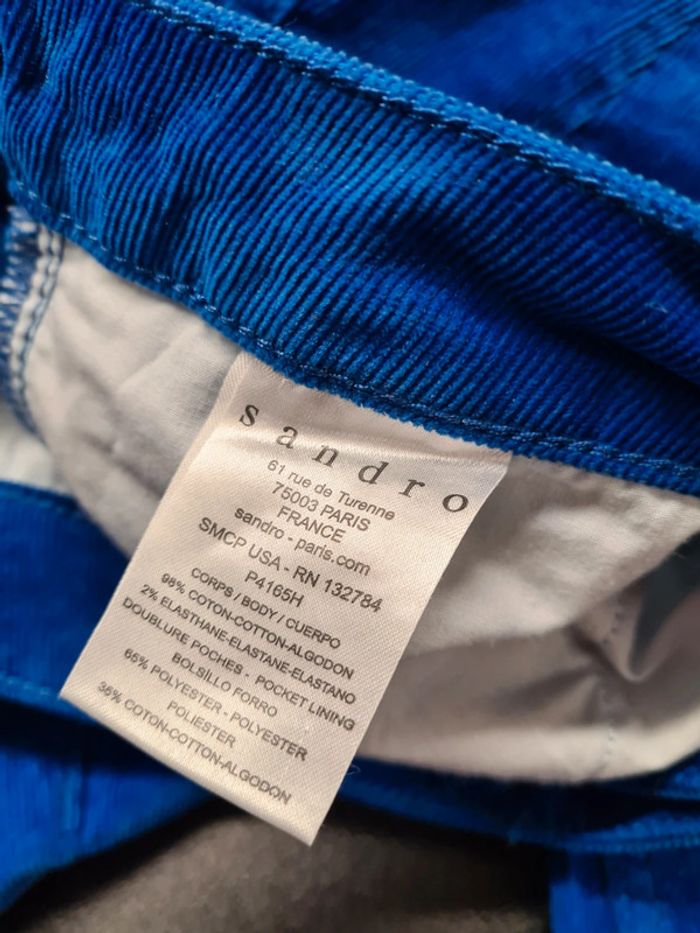 sandro
61 rue de Turenne
75003 PARIS
FRANCE
sandro - paris.com
SMCP USA - RN 132784
P4165H
CORPS / BODY / CUERPO
98% COTON-COTTON-ALGODON
2% ELASTHANE-ELASTANE-ELASTANO
DOUBLURE POCHES - POCKET LINING
BOLSILLO FORRO
65% POLYESTER - POLYESTER
POLIESTER
36% COTON-COTTON-ALGODON